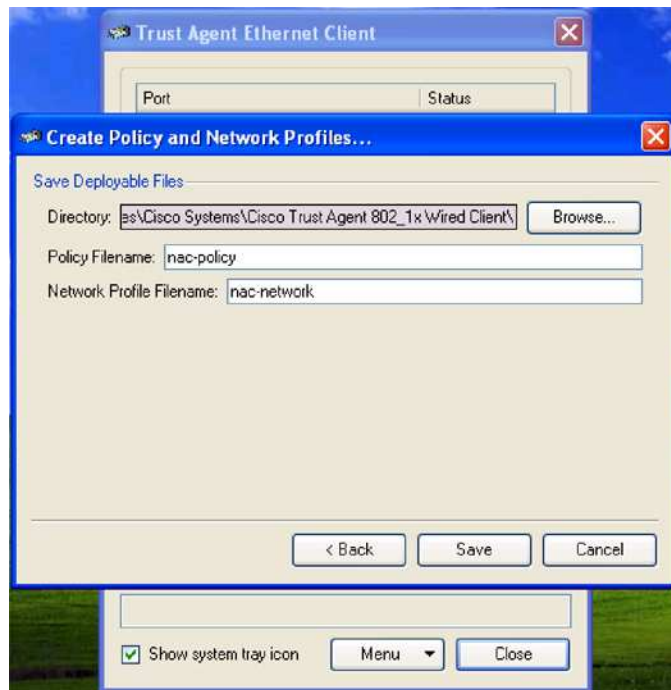 Trust Agent Ethernet Client
Port Status
Create Policy and Network Profiles...
Save Deployable Files
Directory: es\Cisco Systems\Cisco Trust Agent 802_1x Wired Client\ Browse...
Policy Filename: nac-policy
Network Profile Filename: nac-network
< Back Save Cancel
Show system tray icon Menu Close